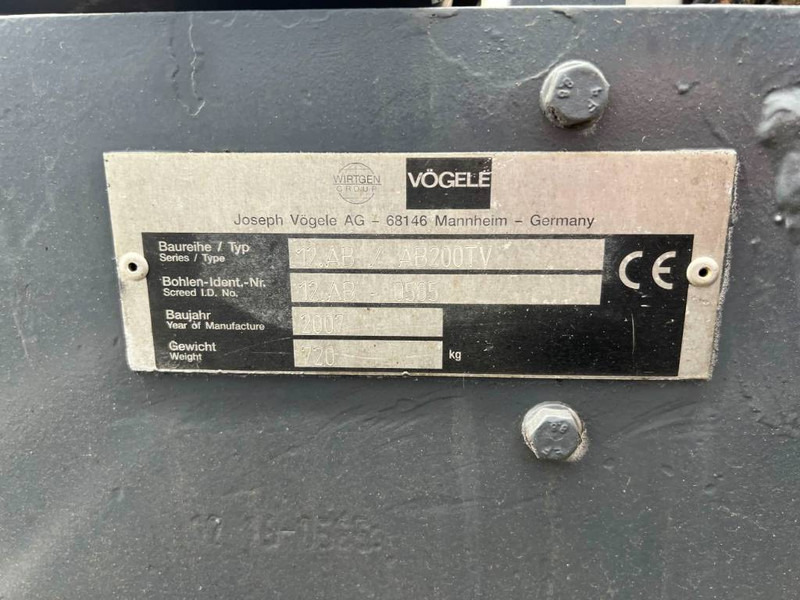 WIRTGEN
GROUP
VÖGELE
Joseph Vögele AG – 68146 Mannheim – Germany
Baureihe / Typ
Series / Type
AB200TV
Bohlen-Ident.-Nr.
Screed I.D. No.
Baujahr
Year of Manufacture
Gewicht
Weight
kg
CE